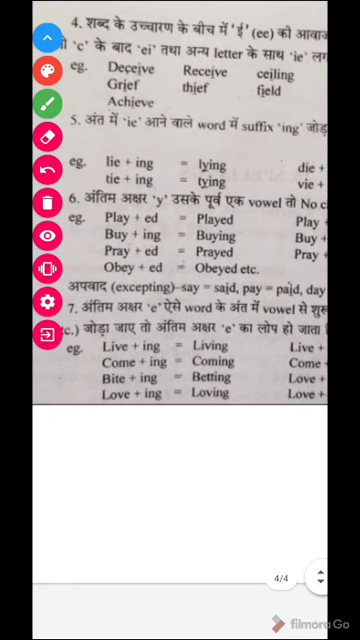 4. शब्द के उच्चारण के बीच में 'ई' (ee) की आवाज
'c' के बाद 'ei' तथा अन्य letter के साथ 'ie' लग
eg. Deceive Receive ceiling
Grief thief field
Achieve
5. अंत में 'ie' आने वाले word में suffix 'ing' जोड़
eg. lie + ing = lying die +
tie + ing = tying vie +
6. अंतिम अक्षर 'y' उसके पूर्व एक vowel तो No c
eg. Play + ed = Played Play +
Buy + ing = Buying Buy +
Pray + ed = Prayed Pray +
Obey + ed = Obeyed etc.
अपवाद (excepting)–say = said, pay = paid, day
7. अंतिम अक्षर 'e' ऐसे word के अंत में vowel से शुरू
tc.) जोड़ा जाए तो अंतिम अक्षर 'e' का लोप हो जाता
eg. Live + ing = Living Live +
Come + ing = Coming Come +
Bite + ing = Betting Love +
Love + ing = Loving Love +
4/4
filmoraGo